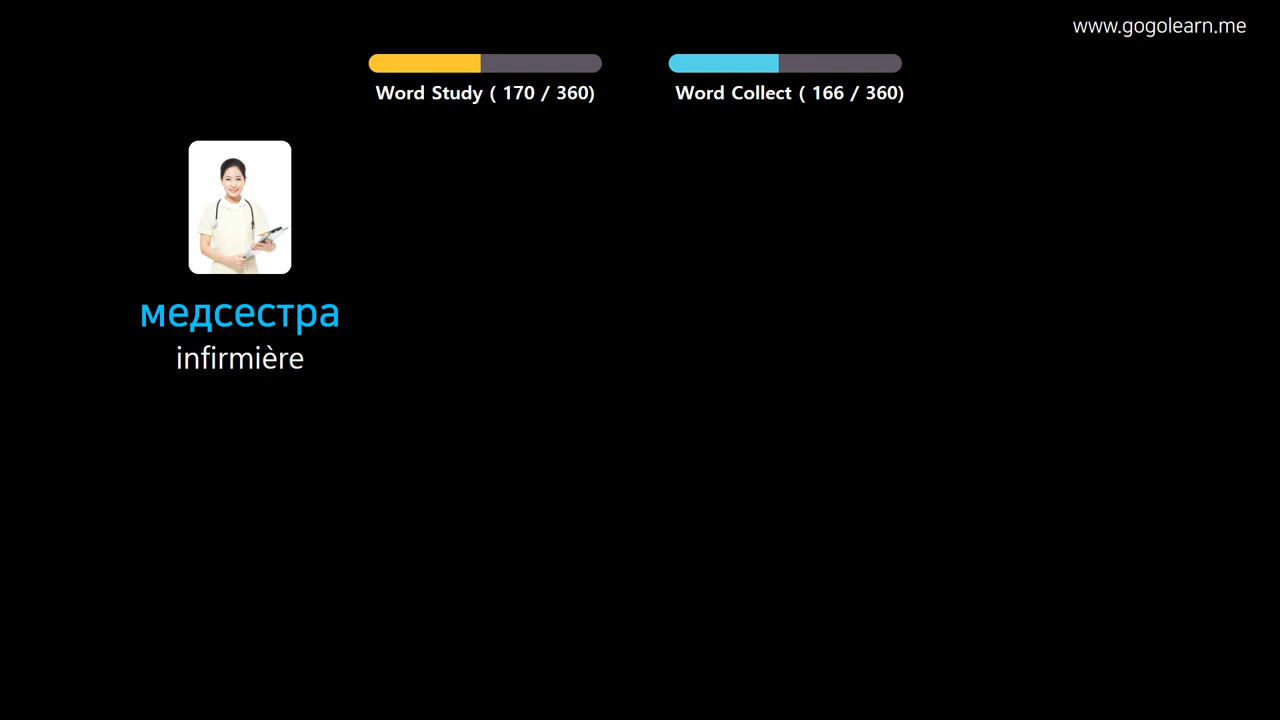 www.gogolearn.me
Word Study ( 170 / 360)
Word Collect ( 166 / 360)
медсестра
infirmière